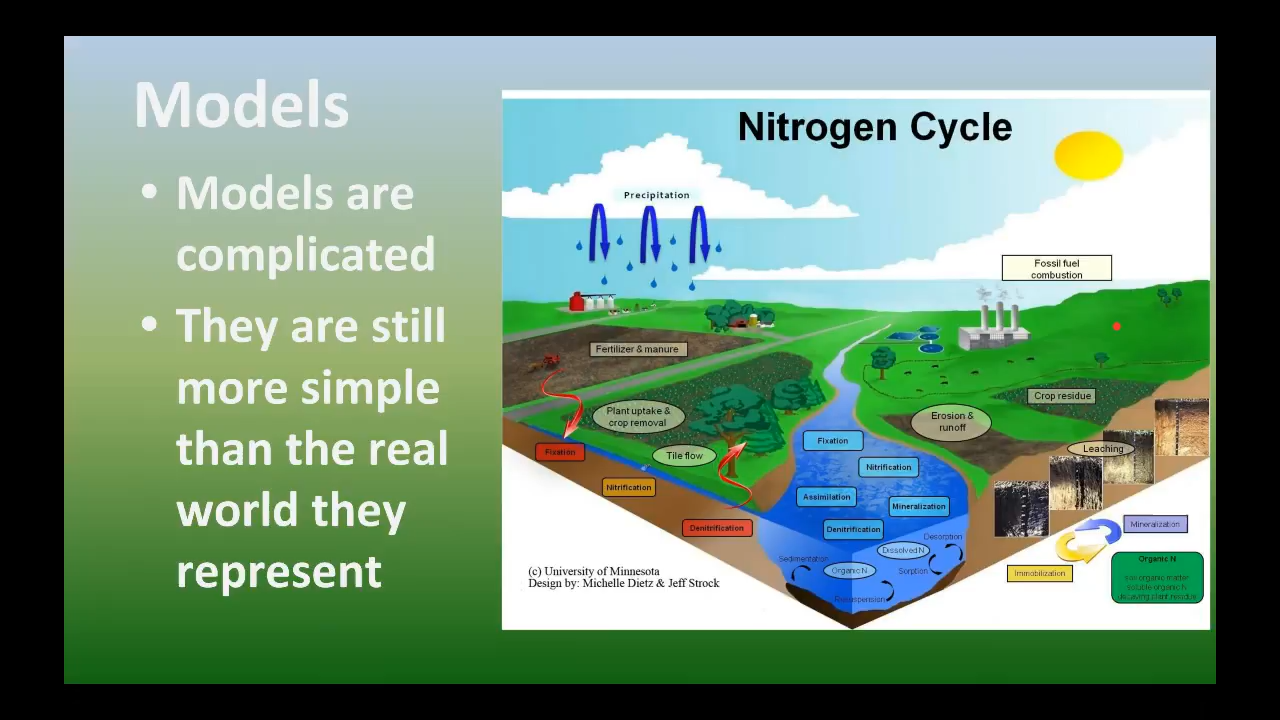 Models
• Models are
complicated
• They are still
more simple
than the real
world they
represent
Nitrogen Cycle
Precipitation
Fossil fuel
combustion
Fertilizer & manure
Plant uptake &
crop removal
Crop residue
Erosion &
runoff
Fixation
Tile flow
Leaching
Fixation
Nitrification
Nitrification
Assimilation
Mineralization
Denitrification
Denitrification
Mineralization
Desorption
Dissolved N
Sedimentation
Organic N
Sorption
Resuspension
Immobilization
Organic N
soil organic matter
soluble organic N
decaying plant residue
(c) University of Minnesota
Design by: Michelle Dietz & Jeff Strock